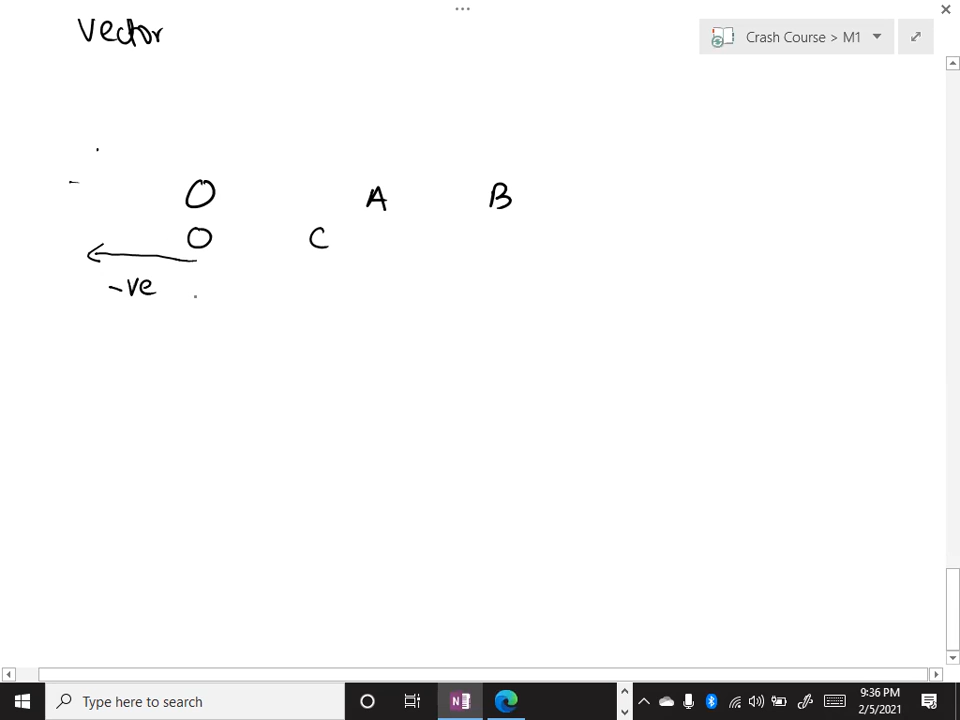 Vector
Crash Course > M1
O A B
O C
-ve
Type here to search
N
9:36 PM
2/5/2021